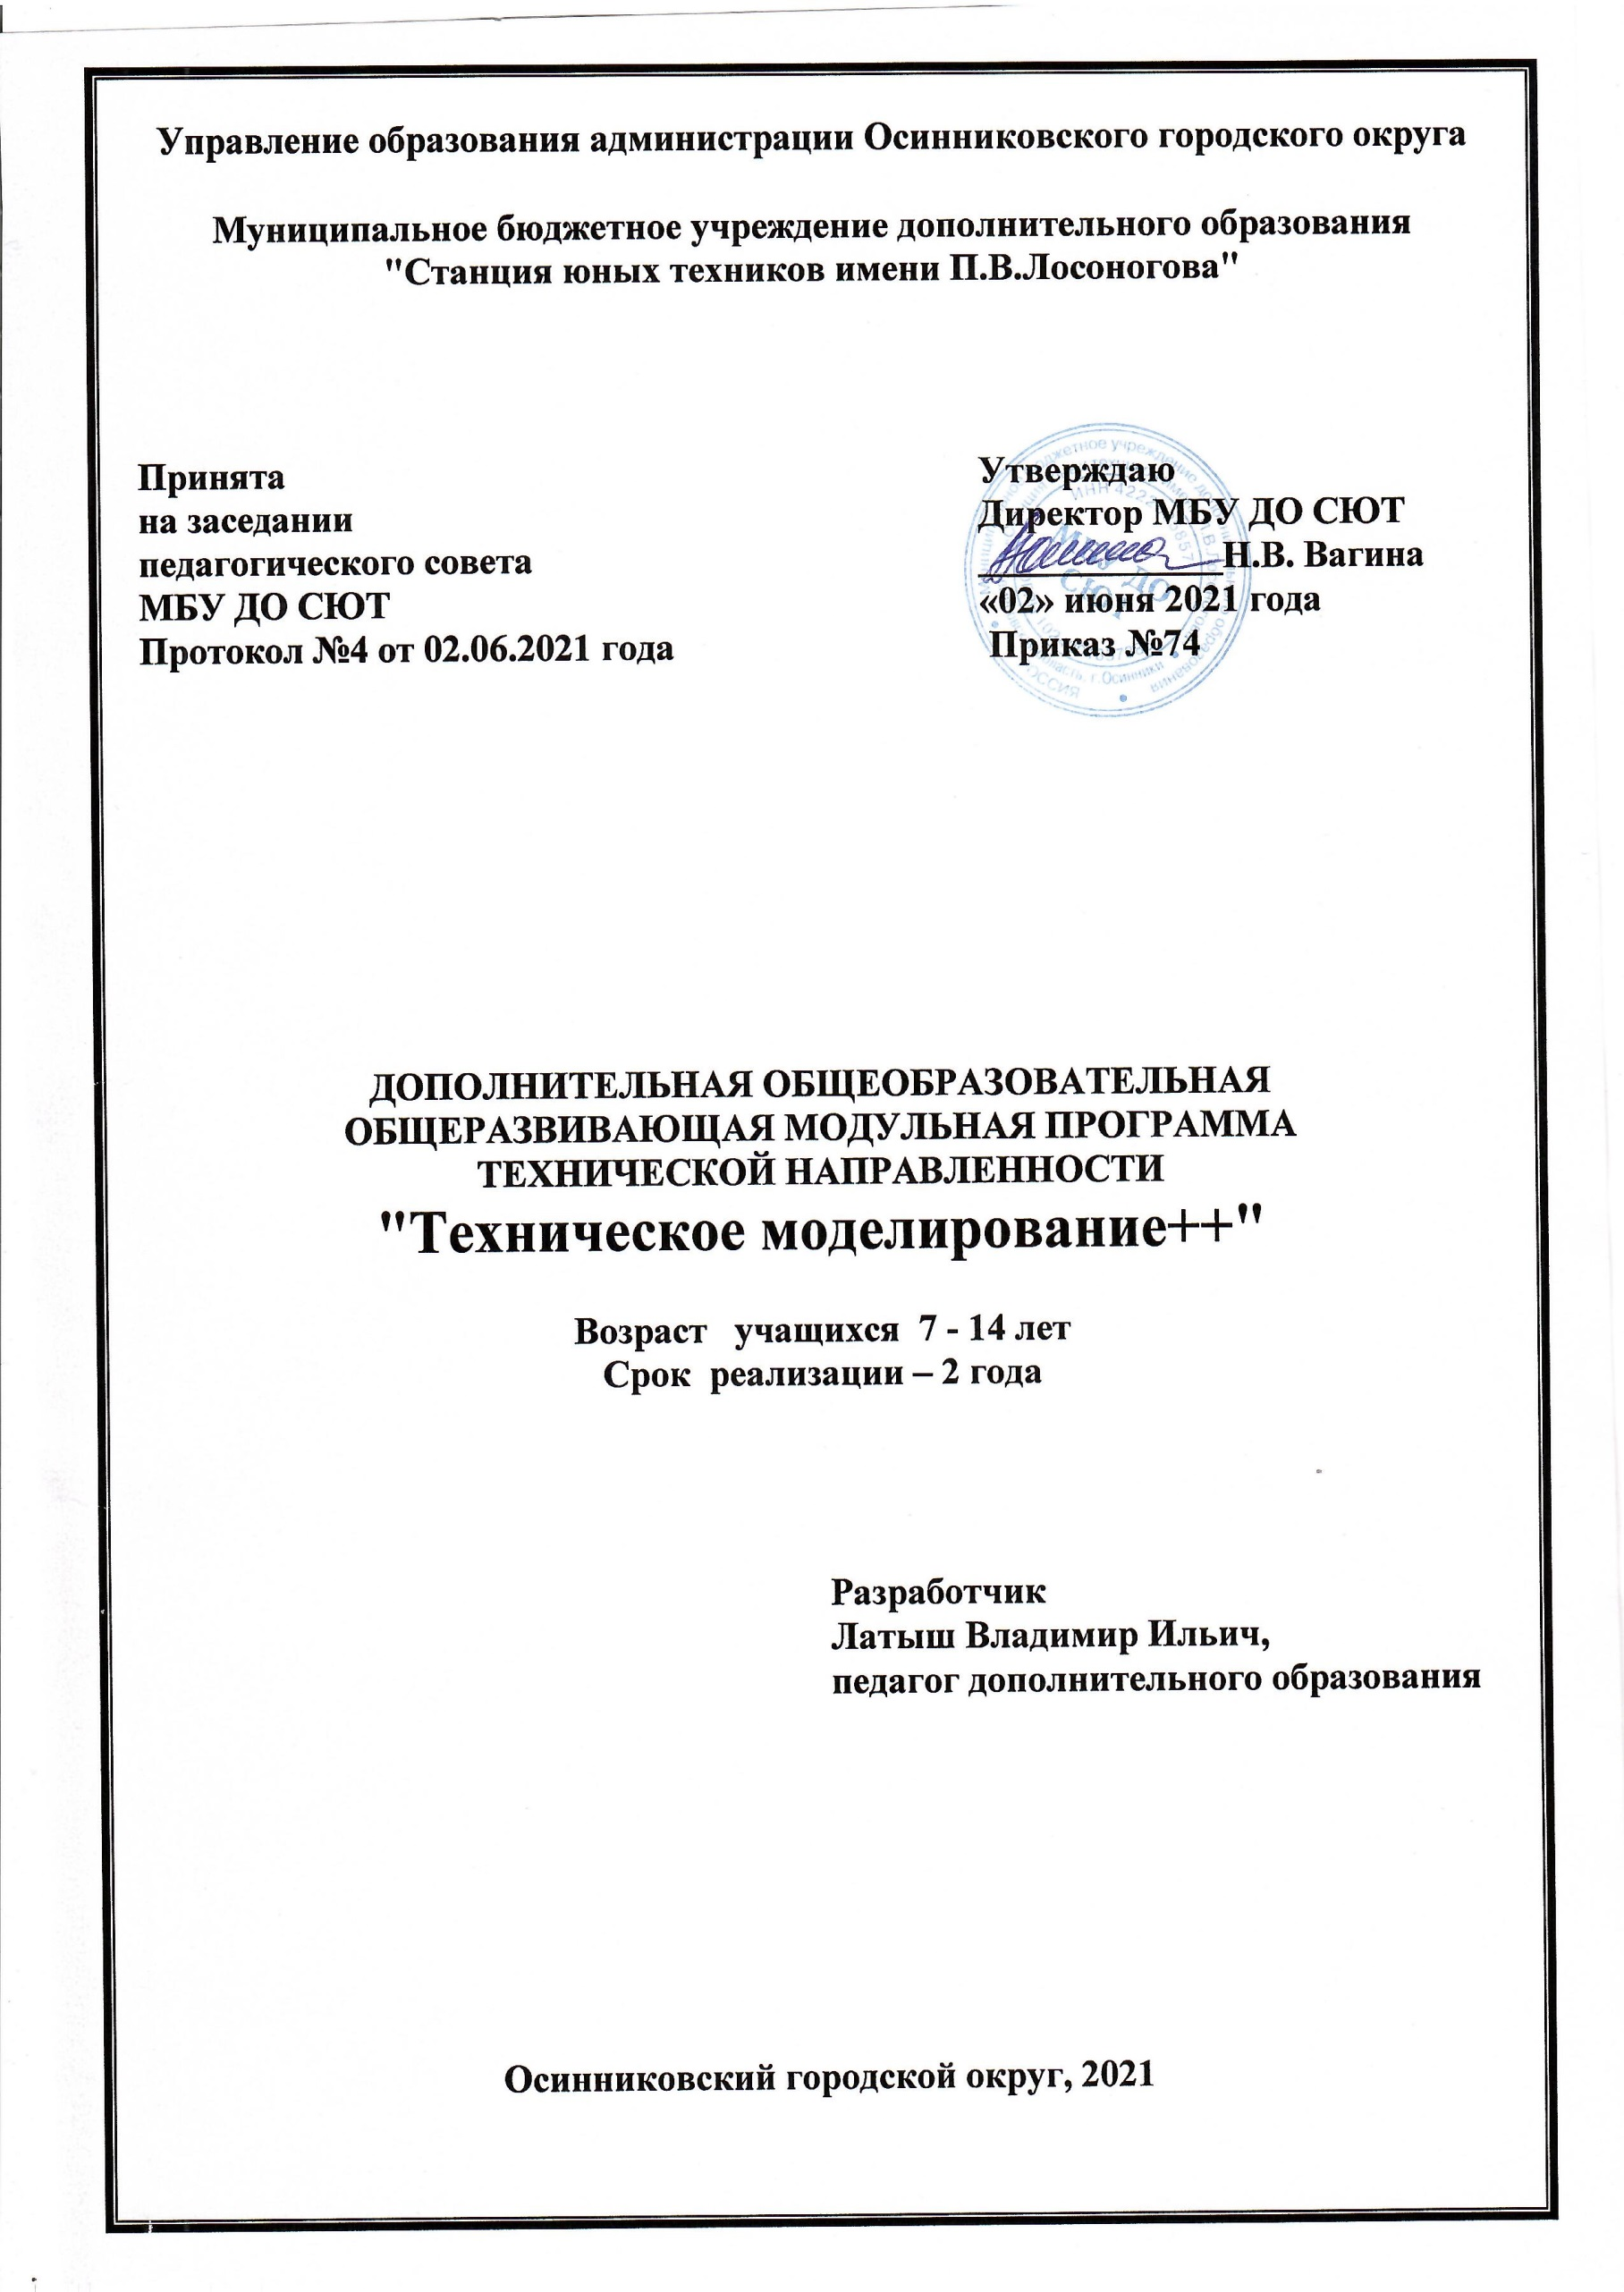 Управление образования администрации Осинниковского городского округа
Муниципальное бюджетное учреждение дополнительного образования
"Станция юных техников имени П.В.Лосоногова"
Принята
на заседании
педагогического совета
МБУ ДО СЮТ
Протокол №4 от 02.06.2021 года
Утверждаю
Директор МБУ ДО СЮТ
Н.В. Вагина
«02» июня 2021 года
Приказ №74
МБУ ДО
СЮТ
ДОПОЛНИТЕЛЬНАЯ ОБЩЕОБРАЗОВАТЕЛЬНАЯ
ОБЩЕРАЗВИВАЮЩАЯ МОДУЛЬНАЯ ПРОГРАММА
ТЕХНИЧЕСКОЙ НАПРАВЛЕННОСТИ
"Техническое моделирование++"
Возраст учащихся 7 - 14 лет
Срок реализации – 2 года
Разработчик
Латыш Владимир Ильич,
педагог дополнительного образования
Осинниковский городской округ, 2021